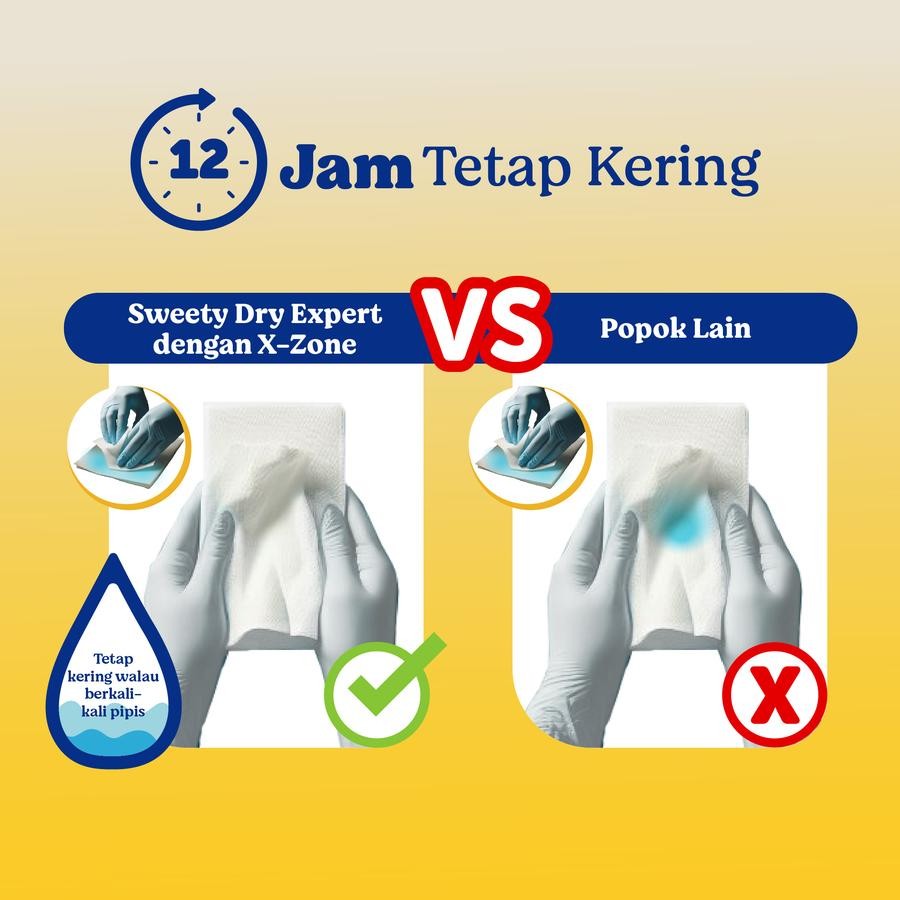 12 Jam Tetap Kering
Sweety Dry Expert
dengan X-Zone
VS
Popok Lain
Tetap
kering walau
berkali-
kali pipis
X